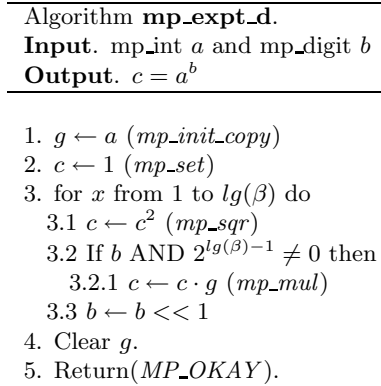 Algorithm mp_expt_d.
Input. mp_int a and mp_digit b
Output. c = a^b
1. g ← a (mp_init_copy)
2. c ← 1 (mp_set)
3. for x from 1 to lg(β) do
3.1 c ← c^2 (mp_sqr)
3.2 If b AND 2^{lg(β)−1} ≠ 0 then
3.2.1 c ← c · g (mp_mul)
3.3 b ← b << 1
4. Clear g.
5. Return(MP_OKAY).